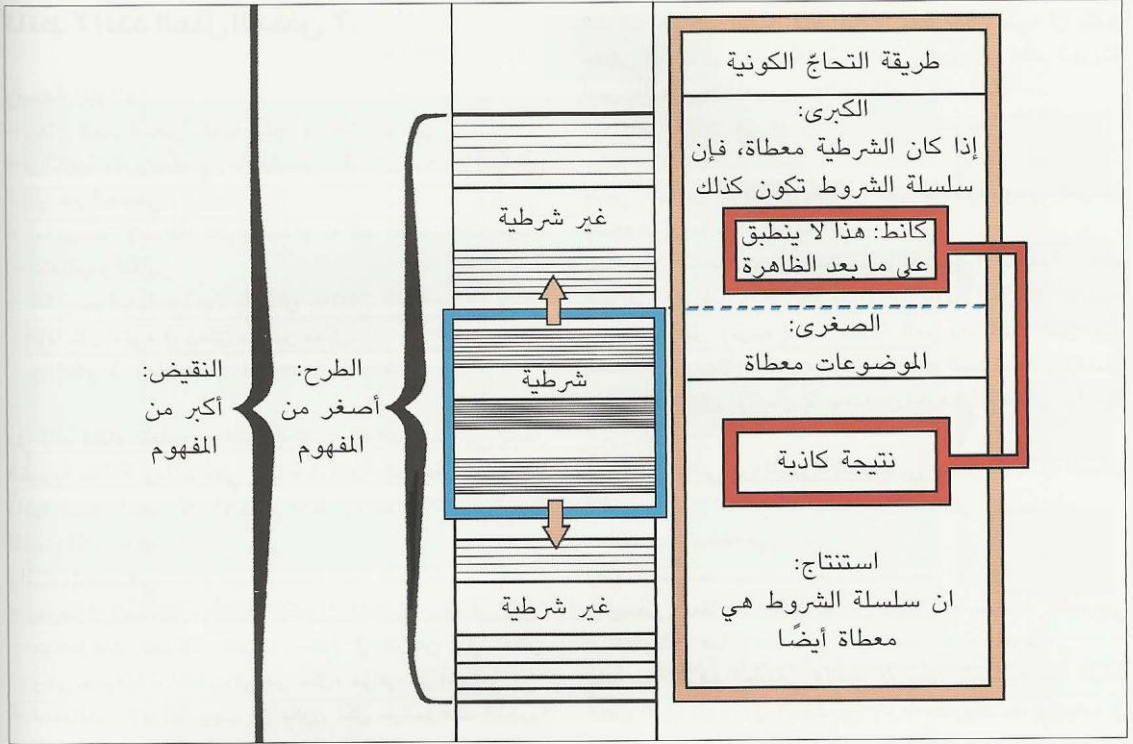 طريقة التحاجّ الكونية
الكبرى:
إذا كان الشرطية معطاة، فإن
سلسلة الشروط تكون كذلك
كانط: هذا لا ينطبق
على ما بعد الظاهرة
الصغرى:
الموضوعات معطاة
نتيجة كاذبة
استنتاج:
ان سلسلة الشروط هي
معطاة أيضًا
غير شرطية
شرطية
غير شرطية
الطرح:
أصغر من
المفهوم
النقيض:
أكبر من
المفهوم